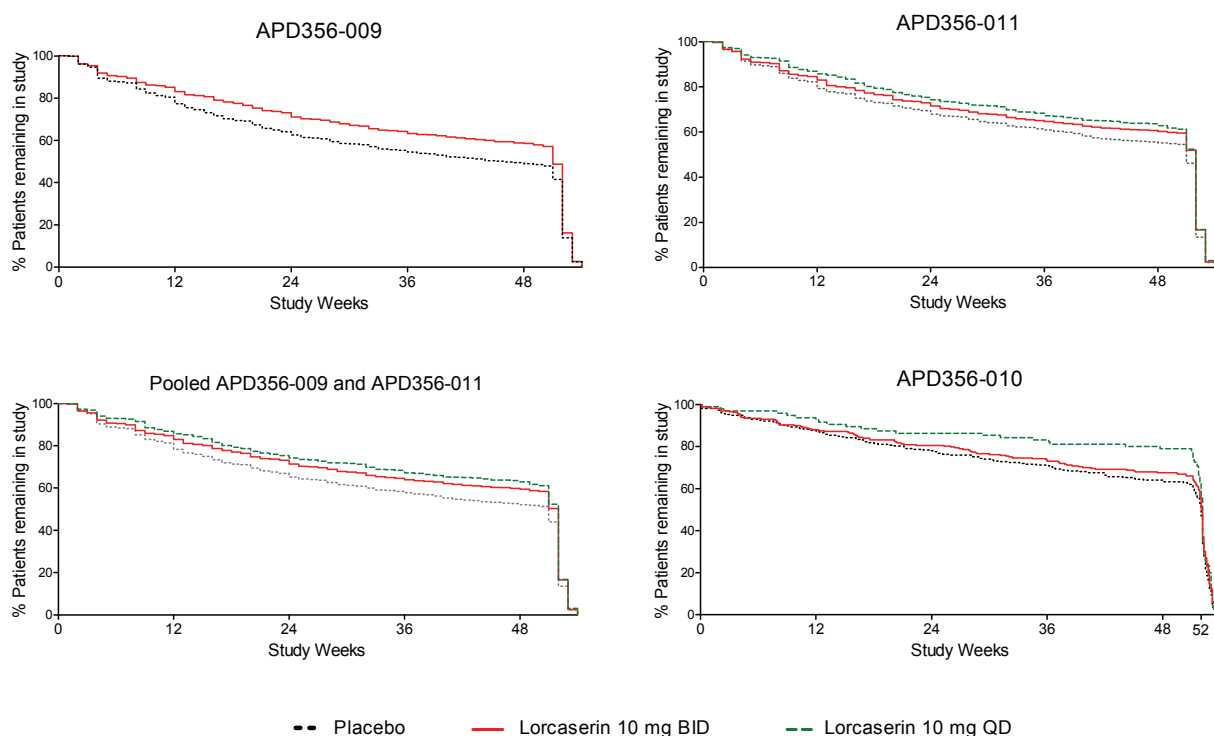 APD356-009
% Patients remaining in study
100
80
60
40
20
0
0 12 24 36 48
Study Weeks
APD356-011
% Patients remaining in study
100
80
60
40
20
0
0 12 24 36 48
Study Weeks
Pooled APD356-009 and APD356-011
% Patients remaining in study
100
80
60
40
20
0
0 12 24 36 48
Study Weeks
APD356-010
% Patients remaining in study
100
80
60
40
20
0
0 12 24 36 48 52
Study Weeks
Placebo Lorcaserin 10 mg BID Lorcaserin 10 mg QD